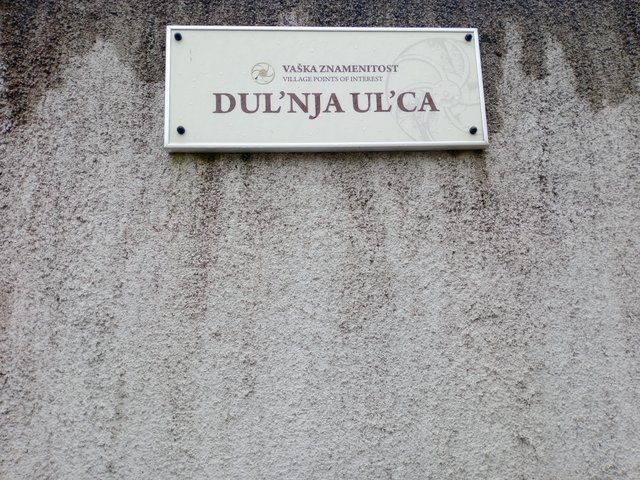 VAŠKA ZNAMENITOST
VILLAGE POINTS OF INTEREST
DUL'NJA UL'CA